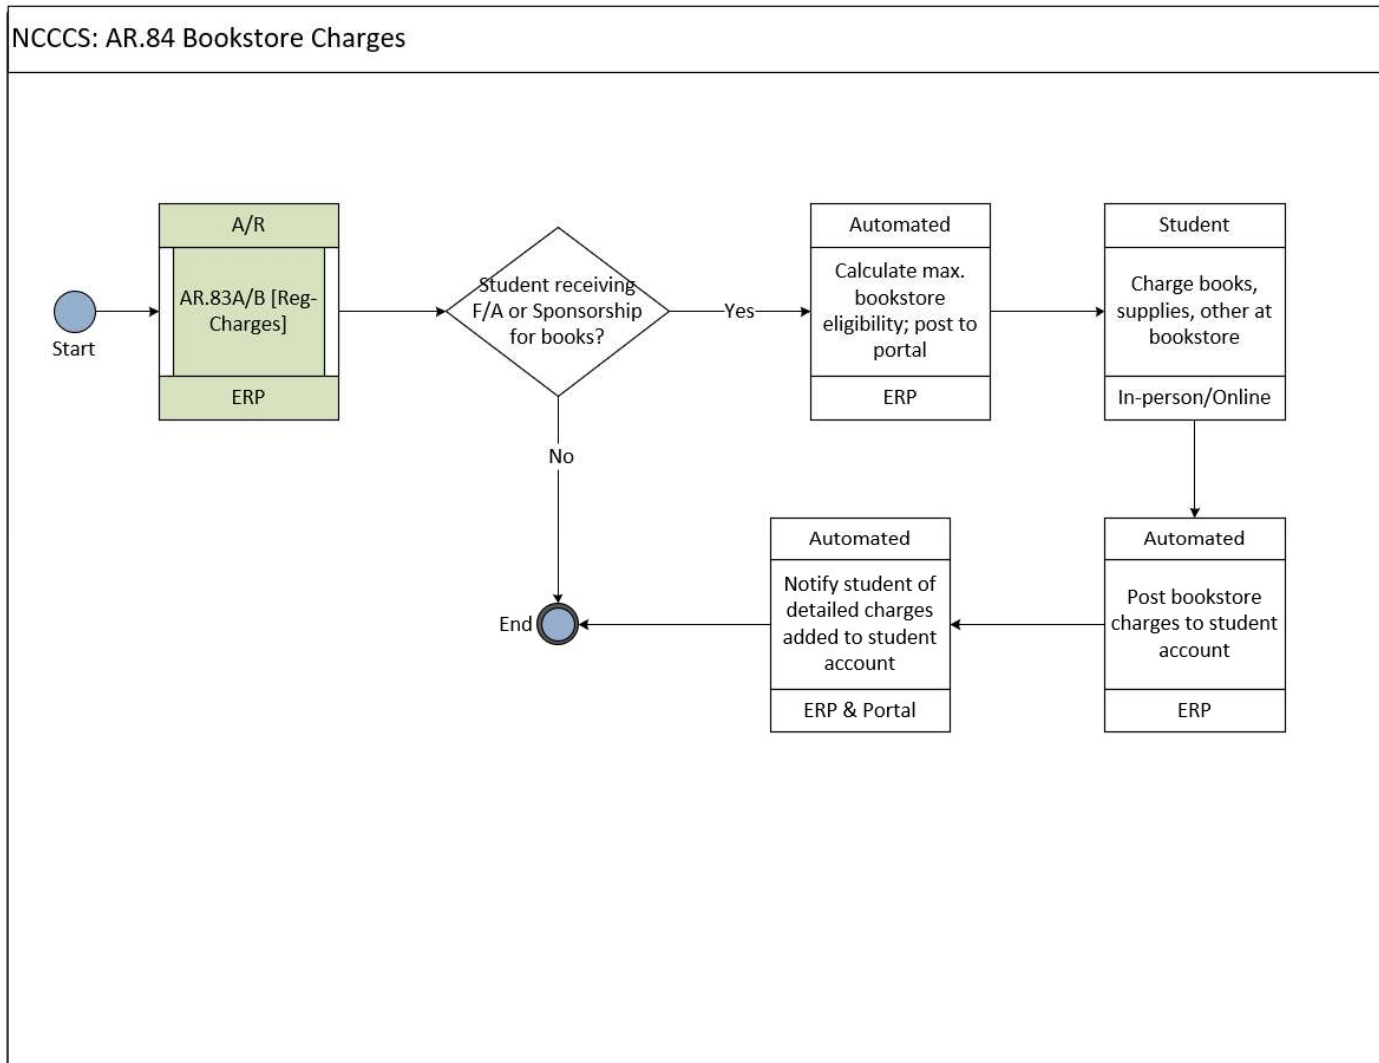 NCCCS: AR.84 Bookstore Charges
Start
A/R
AR.83A/B [Reg-
Charges]
ERP
Student receiving
F/A or Sponsorship
for books?
Yes
No
Automated
Calculate max.
bookstore
eligibility; post to
portal
ERP
Student
Charge books,
supplies, other at
bookstore
In-person/Online
Automated
Post bookstore
charges to student
account
ERP
Automated
Notify student of
detailed charges
added to student
account
ERP & Portal
End